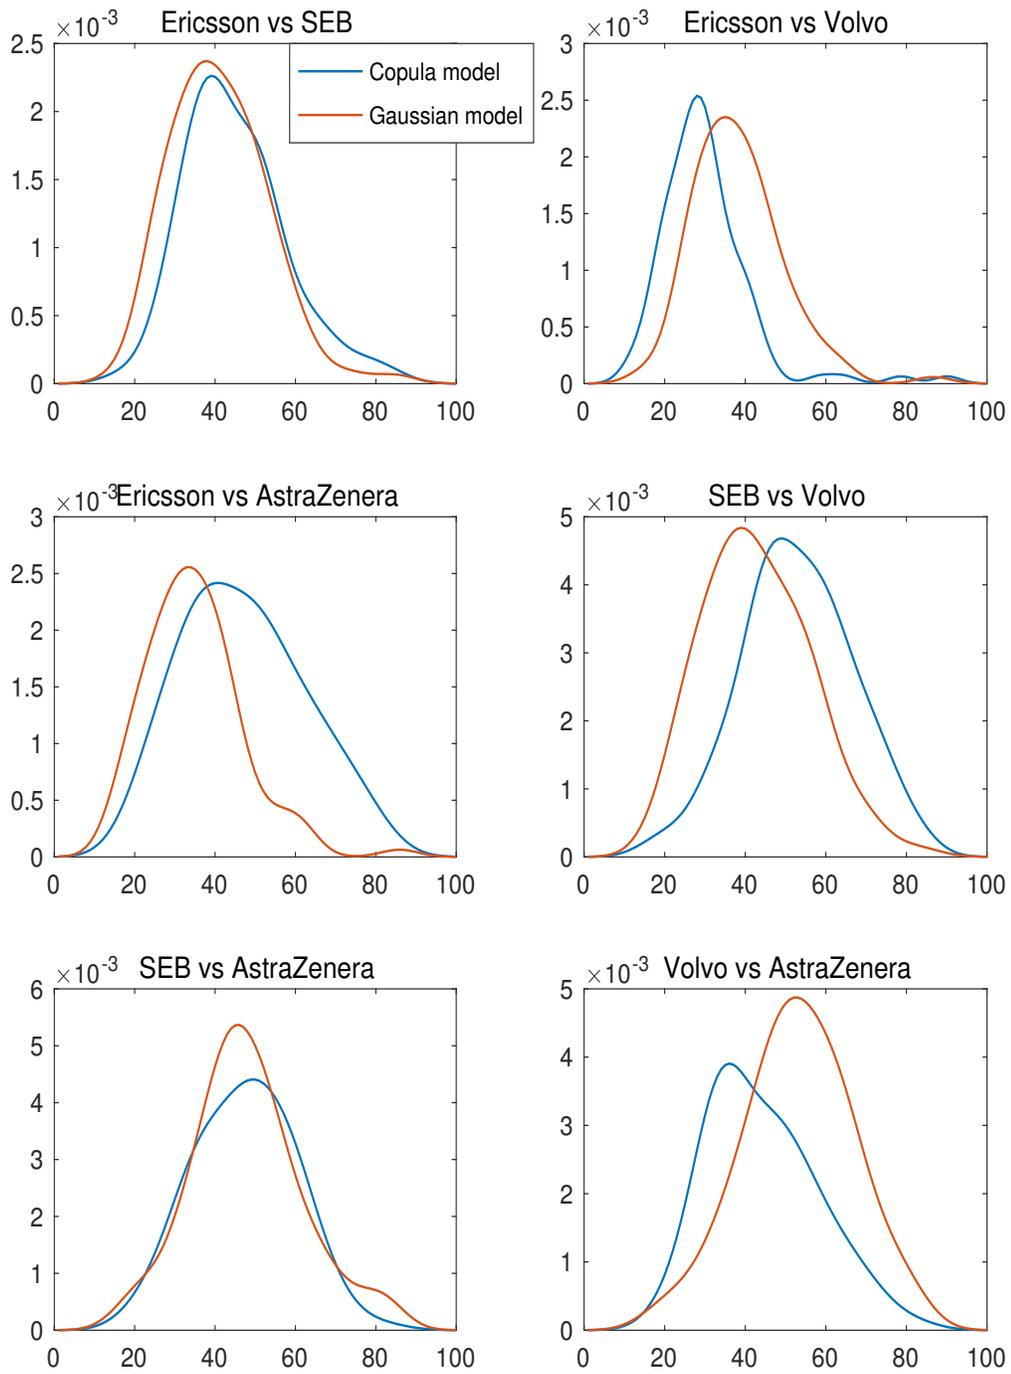 ×10-3 Ericsson vs SEB
2.5
2
1.5
1
0.5
0
0 20 40 60 80 100
Copula model
Gaussian model
×10-3 Ericsson vs Volvo
3
2.5
2
1.5
1
0.5
0
0 20 40 60 80 100
×10-3 Ericsson vs AstraZenera
3
2.5
2
1.5
1
0.5
0
0 20 40 60 80 100
×10-3 SEB vs Volvo
5
4
3
2
1
0
0 20 40 60 80 100
×10-3 SEB vs AstraZenera
6
5
4
3
2
1
0
0 20 40 60 80 100
×10-3 Volvo vs AstraZenera
5
4
3
2
1
0
0 20 40 60 80 100